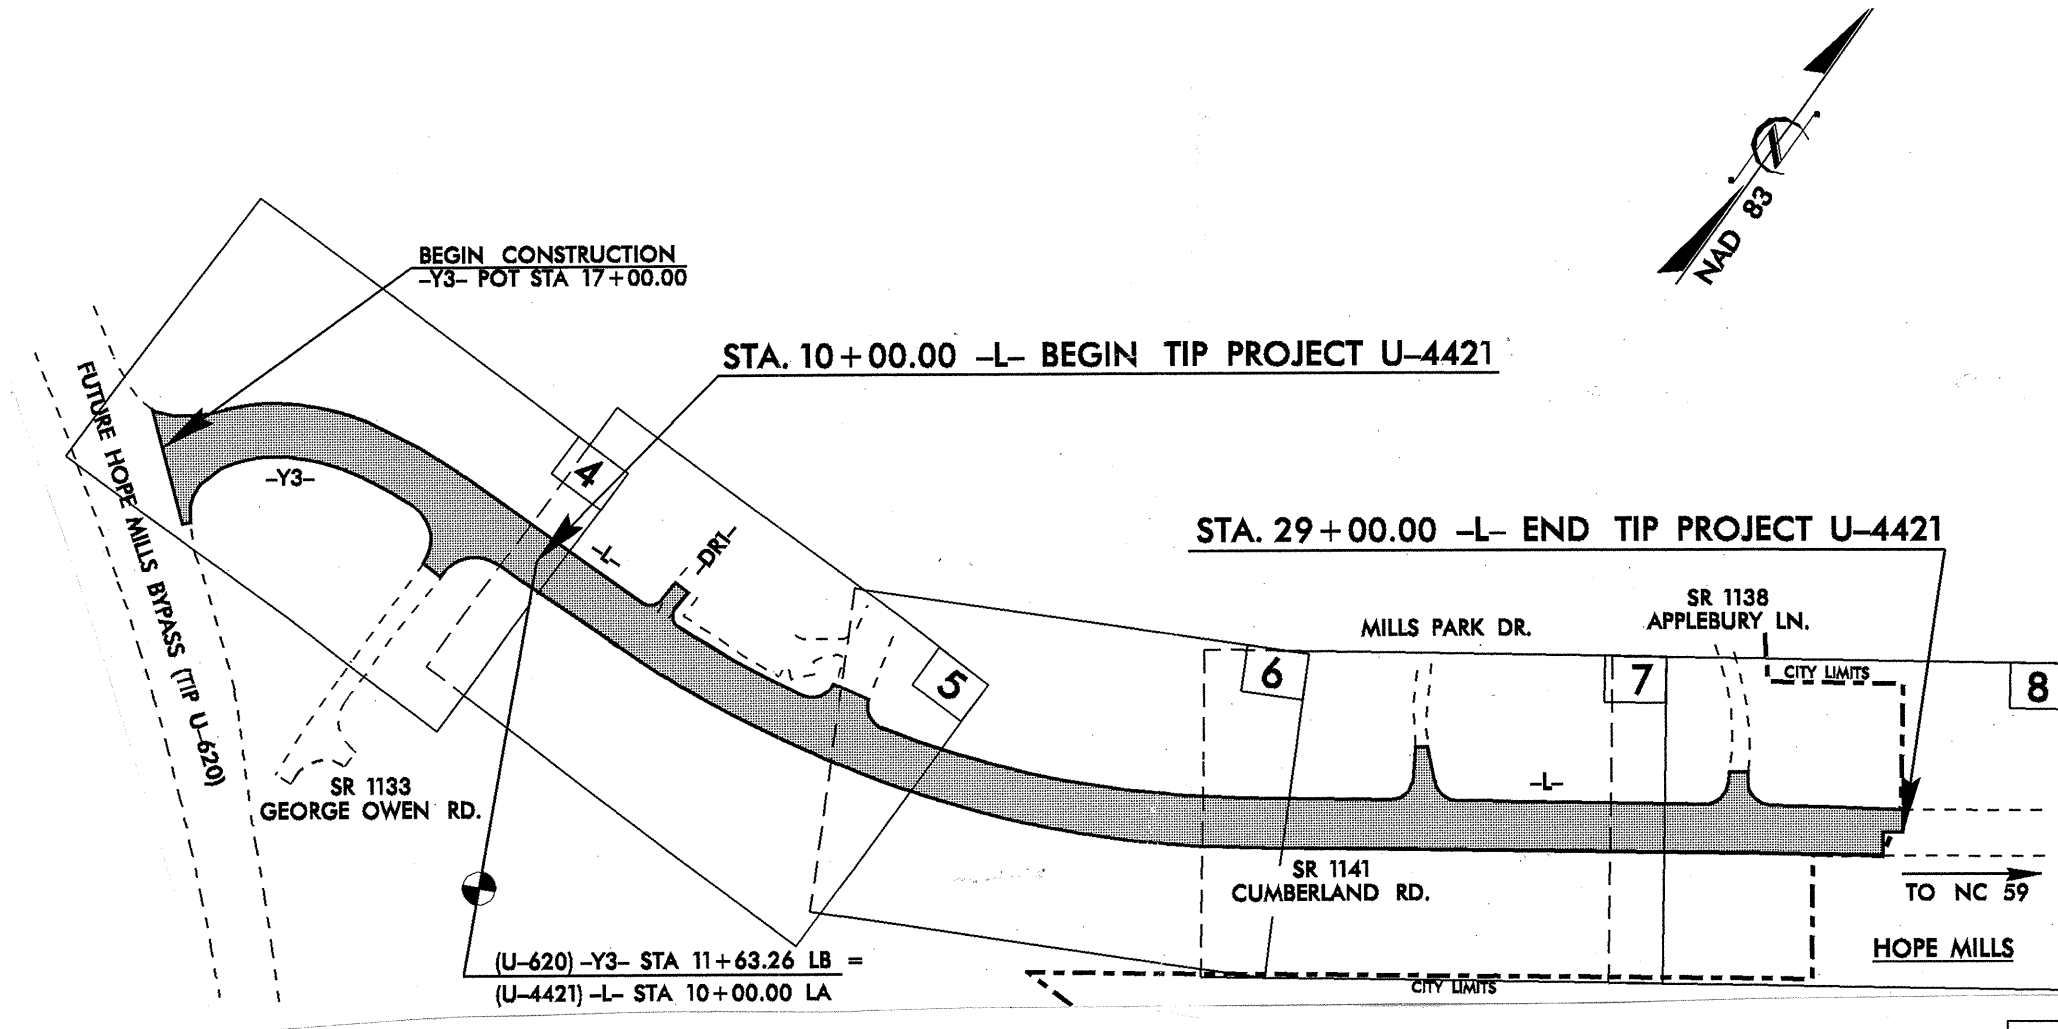 NAD 83
BEGIN CONSTRUCTION
-Y3- POT STA 17+00.00
STA. 10+00.00 -L- BEGIN TIP PROJECT U-4421
FUTURE HOPE MILLS BYPASS (TIP U-620)
-Y3-
4
-L-
-DR1-
STA. 29+00.00 -L- END TIP PROJECT U-4421
SR 1138
APPLEBURY LN.
MILLS PARK DR.
CITY LIMITS
5
6
7
8
SR 1133
GEORGE OWEN RD.
-L-
SR 1141
CUMBERLAND RD.
TO NC 59
HOPE MILLS
(U-620) -Y3- STA 11+63.26 LB =
(U-4421) -L- STA 10+00.00 LA
CITY LIMITS